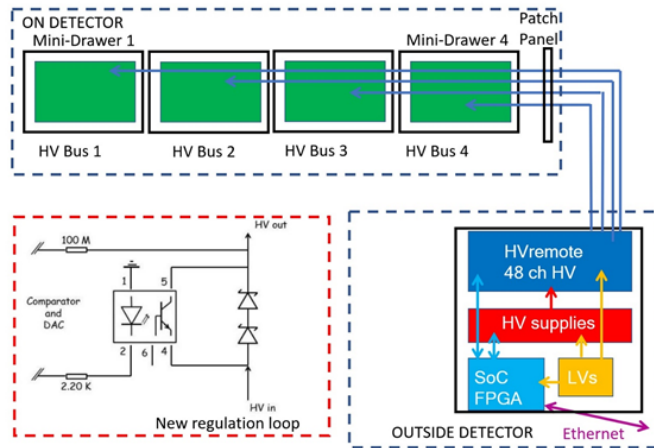 ON DETECTOR
Mini-Drawer 1
Mini-Drawer 4
Patch
Panel
HV Bus 1
HV Bus 2
HV Bus 3
HV Bus 4
HV out
100 M
1
5
Comparator
and
DAC
2
6
4
2.20 K
HV in
New regulation loop
HVremote
48 ch HV
HV supplies
SoC
FPGA
LVs
OUTSIDE DETECTOR
Ethernet